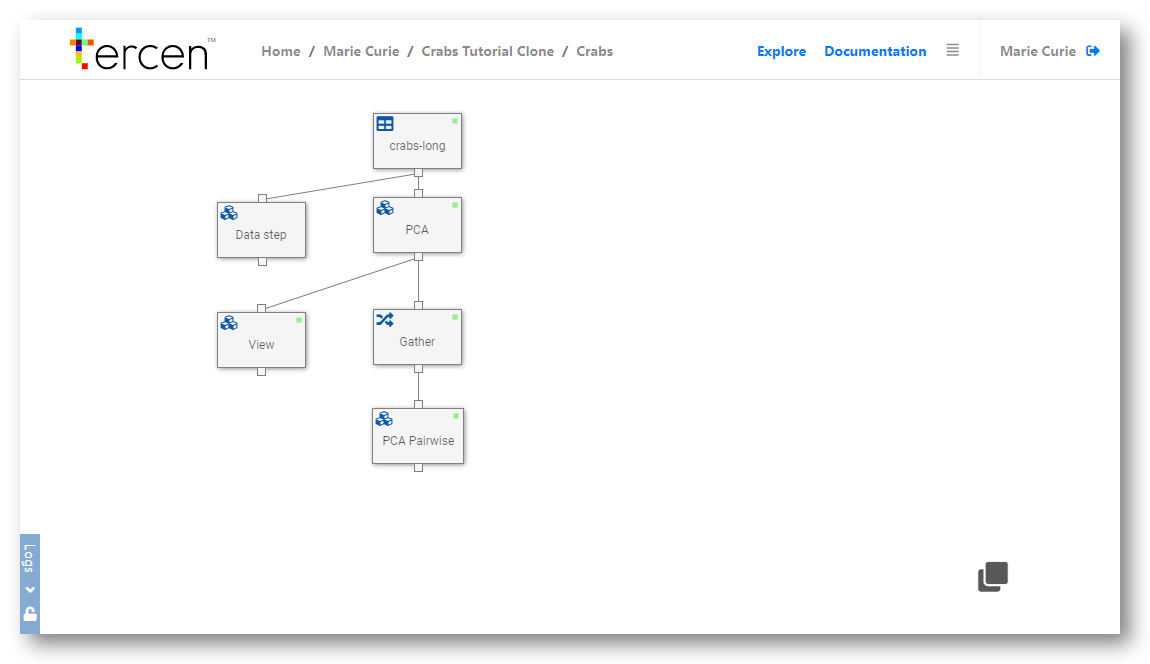 tercen™
Home / Marie Curie / Crabs Tutorial Clone / Crabs
Explore Documentation Marie Curie
crabs-long
Data step
PCA
View
Gather
PCA Pairwise
Logs